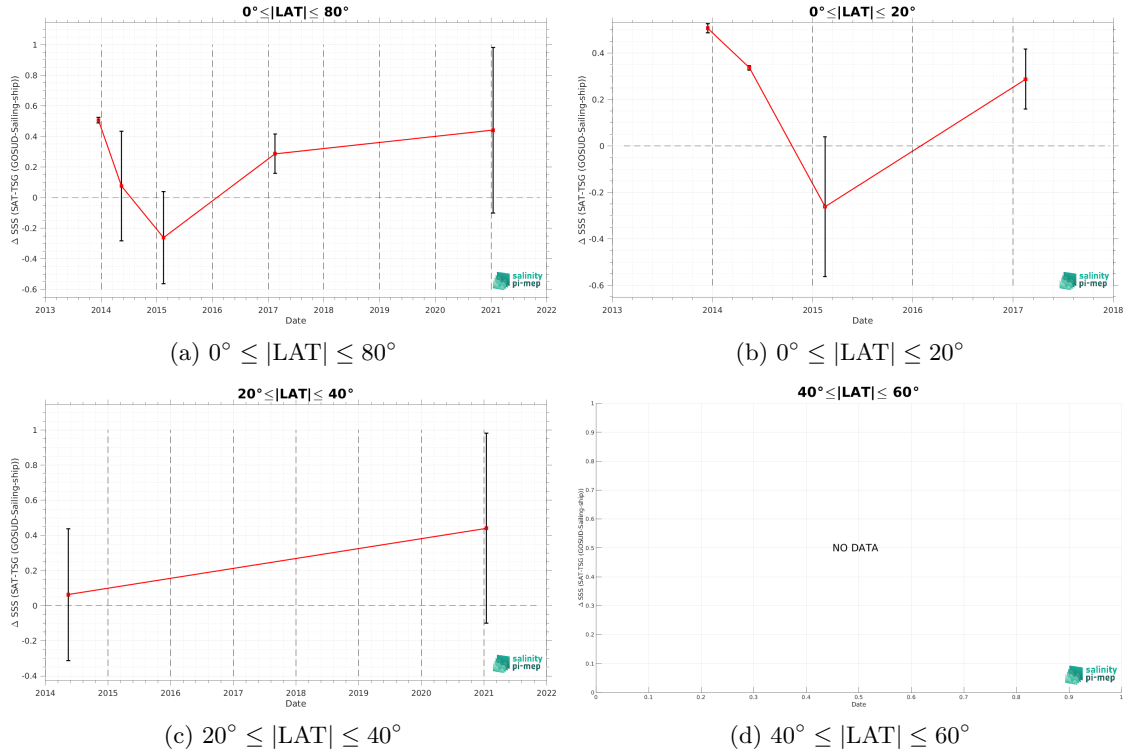 0°≤|LAT|≤ 80°
Δ SSS (SAT-TSG (GOSUD-Sailing-ship))
1
0.8
0.6
0.4
0.2
0
-0.2
-0.4
-0.6
2013 2014 2015 2016 2017 2018 2019 2020 2021 2022
Date
salinity
pi-mep
(a) 0° ≤ |LAT| ≤ 80°
0°≤|LAT|≤ 20°
Δ SSS (SAT-TSG (GOSUD-Sailing-ship))
0.4
0.2
0
-0.2
-0.4
-0.6
2013 2014 2015 2016 2017 2018
Date
salinity
pi-mep
(b) 0° ≤ |LAT| ≤ 20°
20°≤|LAT|≤ 40°
Δ SSS (SAT-TSG (GOSUD-Sailing-ship))
1
0.8
0.6
0.4
0.2
0
-0.2
-0.4
2014 2015 2016 2017 2018 2019 2020 2021 2022
Date
salinity
pi-mep
(c) 20° ≤ |LAT| ≤ 40°
40°≤|LAT|≤ 60°
Δ SSS (SAT-TSG (GOSUD-Sailing-ship))
1
0.9
0.8
0.7
0.6
0.5
0.4
0.3
0.2
0.1
0
NO DATA
0 0.1 0.2 0.3 0.4 0.5 0.6 0.7 0.8 0.9 1
Date
salinity
pi-mep
(d) 40° ≤ |LAT| ≤ 60°